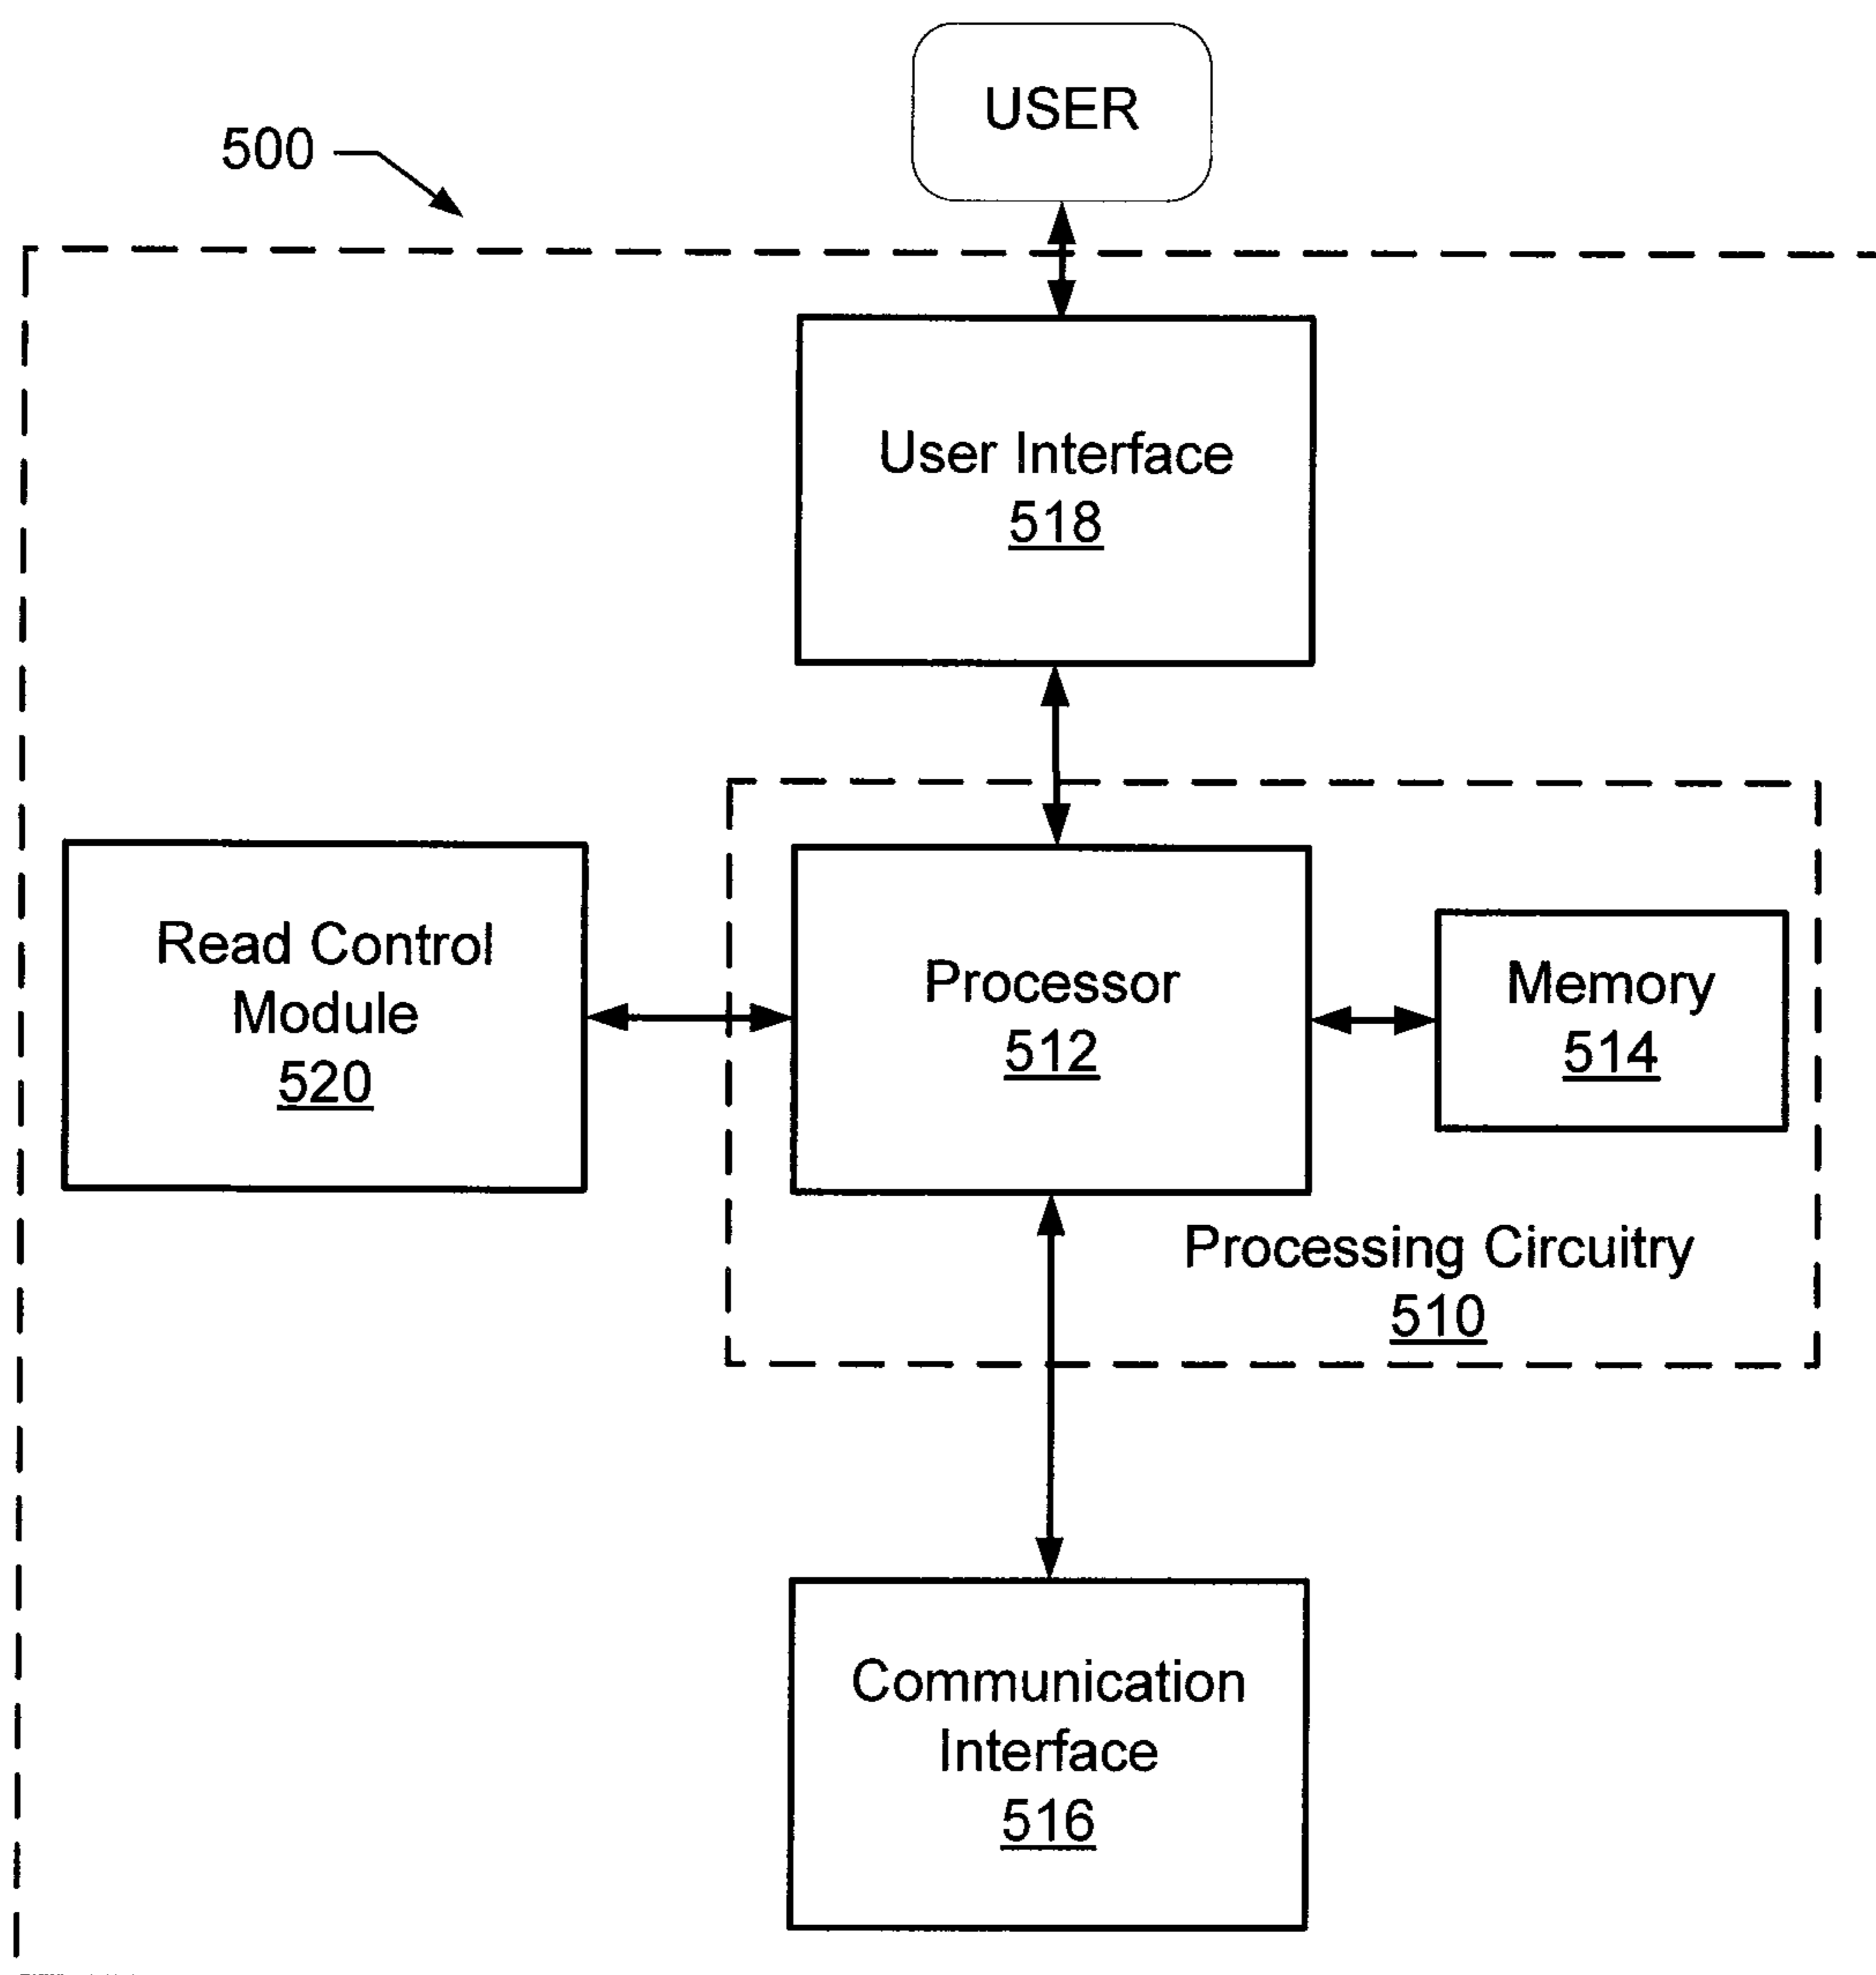 USER
500
User Interface
518
Read Control
Module
520
Processor
512
Memory
514
Processing Circuitry
510
Communication
Interface
516